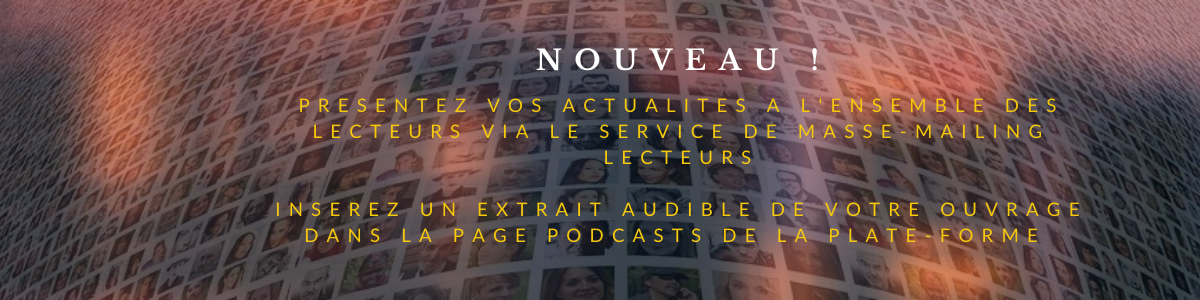 NOUVEAU !
PRESENTEZ VOS ACTUALITES A L'ENSEMBLE DES
LECTEURS VIA LE SERVICE DE MASSE-MAILING
LECTEURS
INSEREZ UN EXTRAIT AUDIBLE DE VOTRE OUVRAGE
DANS LA PAGE PODCASTS DE LA PLATE-FORME